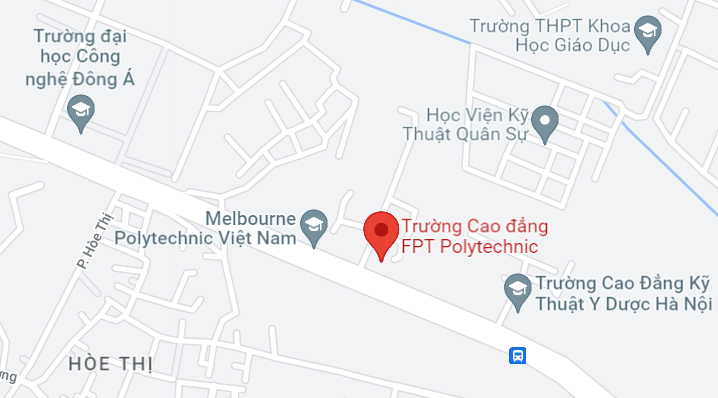 Trường đại
học Công
nghệ Đông Á
Trường THPT Khoa
Học Giáo Dục
Học Viện Kỹ
Thuật Quân Sự
P. Hòe Thị
Melbourne
Polytechnic Việt Nam
Trường Cao đẳng
FPT Polytechnic
Trường Cao Đẳng Kỹ
Thuật Y Dược Hà Nội
HÒE THỊ